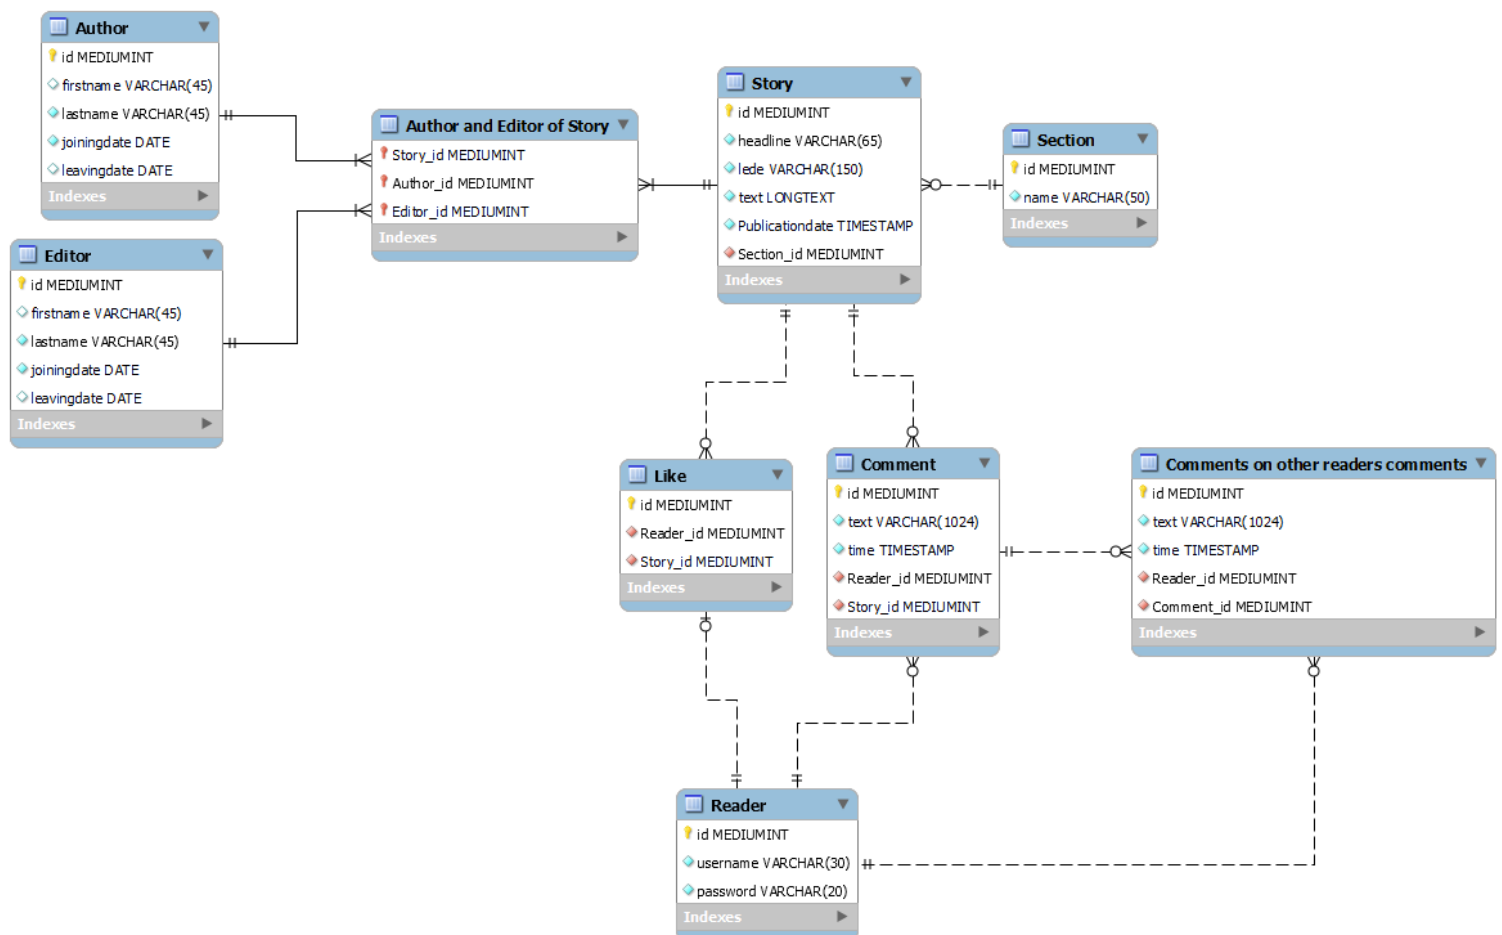 Author
id MEDIUMINT
firstname VARCHAR(45)
lastname VARCHAR(45)
joiningdate DATE
leavingdate DATE
Indexes
Editor
id MEDIUMINT
firstname VARCHAR(45)
lastname VARCHAR(45)
joiningdate DATE
leavingdate DATE
Indexes
Author and Editor of Story
Story_id MEDIUMINT
Author_id MEDIUMINT
Editor_id MEDIUMINT
Indexes
Story
id MEDIUMINT
headline VARCHAR(65)
lede VARCHAR(150)
text LONGTEXT
Publicationdate TIMESTAMP
Section_id MEDIUMINT
Indexes
Section
id MEDIUMINT
name VARCHAR(50)
Indexes
Like
id MEDIUMINT
Reader_id MEDIUMINT
Story_id MEDIUMINT
Indexes
Comment
id MEDIUMINT
text VARCHAR(1024)
time TIMESTAMP
Reader_id MEDIUMINT
Story_id MEDIUMINT
Indexes
Comments on other readers comments
id MEDIUMINT
text VARCHAR(1024)
time TIMESTAMP
Reader_id MEDIUMINT
Comment_id MEDIUMINT
Indexes
Reader
id MEDIUMINT
username VARCHAR(30)
password VARCHAR(20)
Indexes